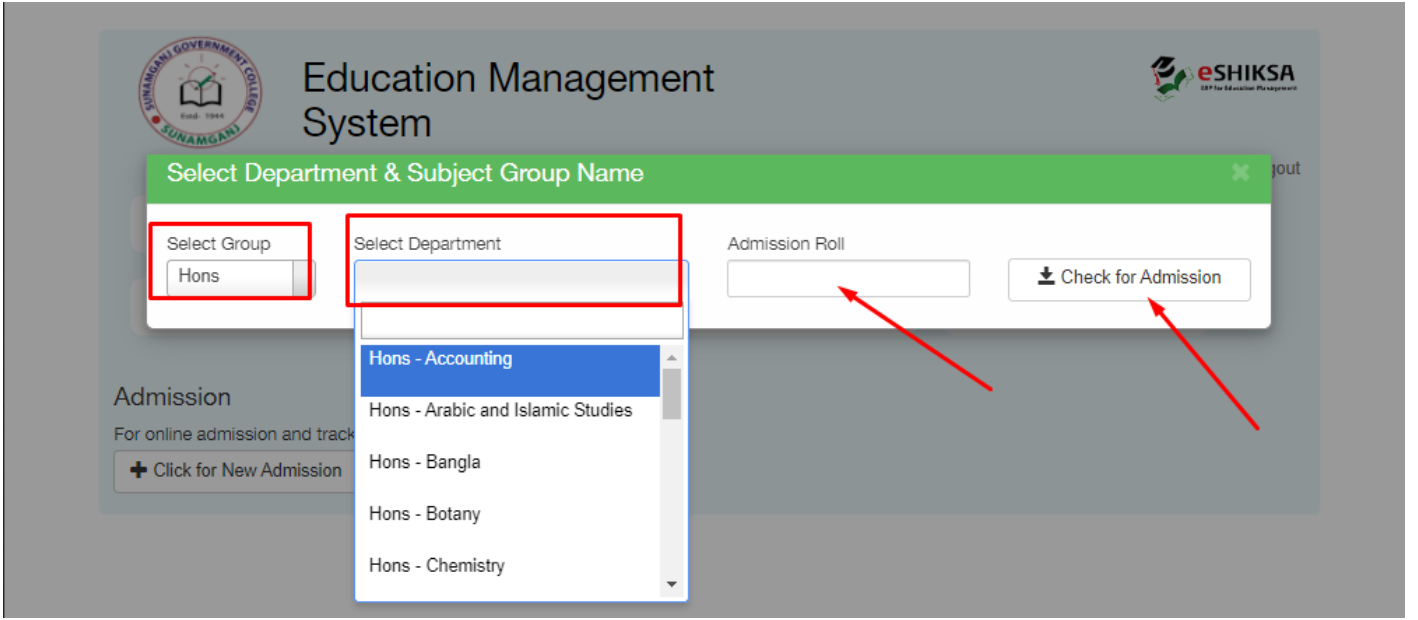 SUNAMGANJ GOVERNMENT COLLEGE
Estd- 1944
SUNAMGANJ
Education Management
System
eSHIKSA
ERP for Education Management
Select Department & Subject Group Name
gout
Select Group
Select Department
Admission Roll
Hons
Check for Admission
Hons - Accounting
Hons - Arabic and Islamic Studies
Hons - Bangla
Hons - Botany
Hons - Chemistry
Admission
For online admission and track
Click for New Admission